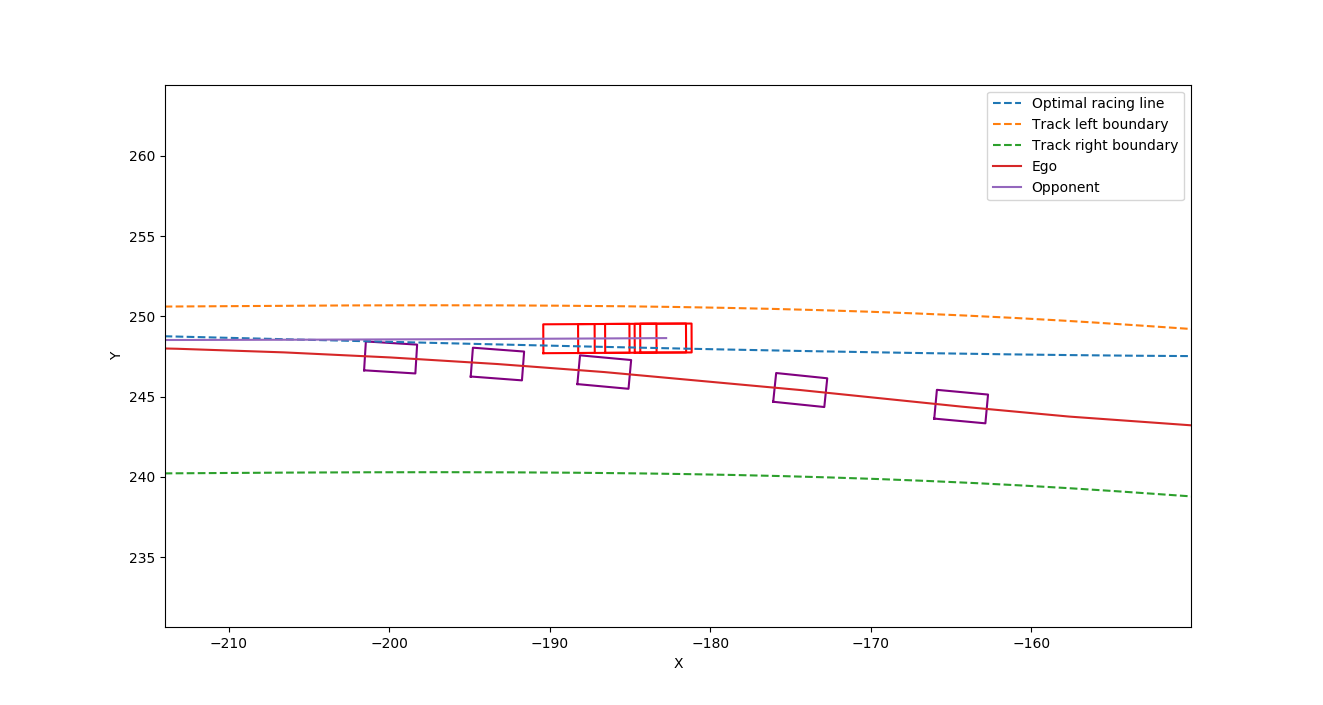 Optimal racing line
Track left boundary
Track right boundary
Ego
Opponent
260
255
250
245
240
235
Y
−210
−200
−190
−180
−170
−160
X